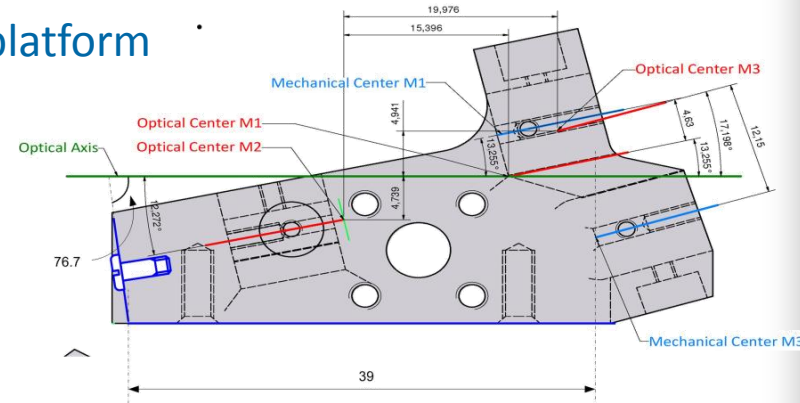 platform
19,976
15,396
Mechanical Center M1
Optical Center M3
Optical Center M1
Optical Center M2
Optical Axis
4,941
13.255°
4,63
17.198°
12,15
13.255°
4,739
12.272°
76.7
Mechanical Center M3
39